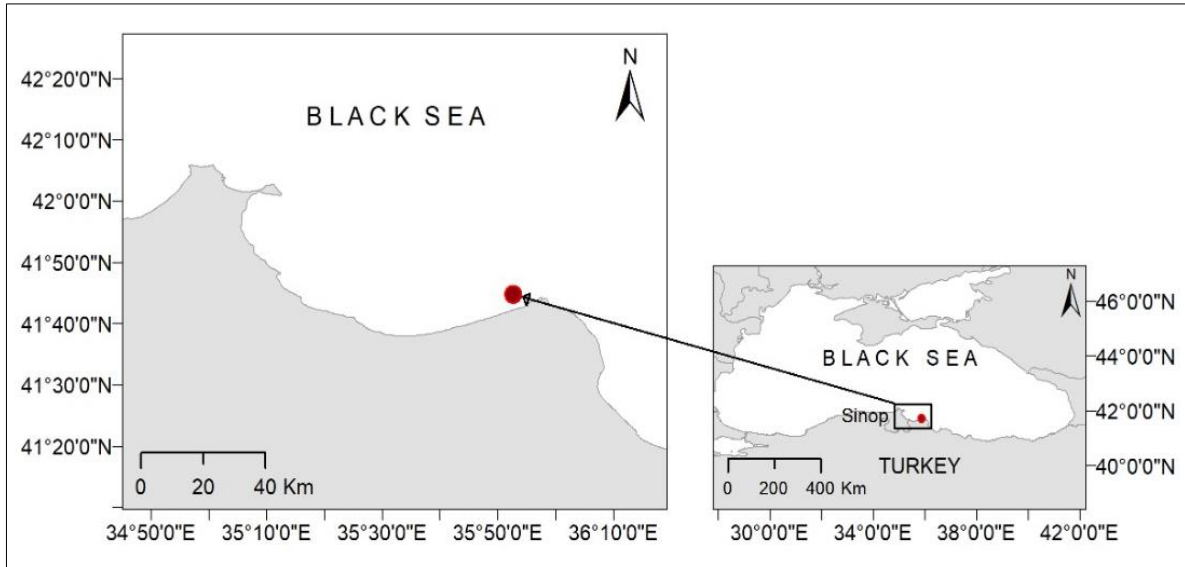 N
BLACK SEA
42°20'0"N
42°10'0"N
42°0'0"N
41°50'0"N
41°40'0"N
41°30'0"N
41°20'0"N
0 20 40 Km
34°50'0"E 35°10'0"E 35°30'0"E 35°50'0"E 36°10'0"E
N
BLACK SEA
Sinop
TURKEY
0 200 400 Km
46°0'0"N
44°0'0"N
42°0'0"N
40°0'0"N
30°0'0"E 34°0'0"E 38°0'0"E 42°0'0"E